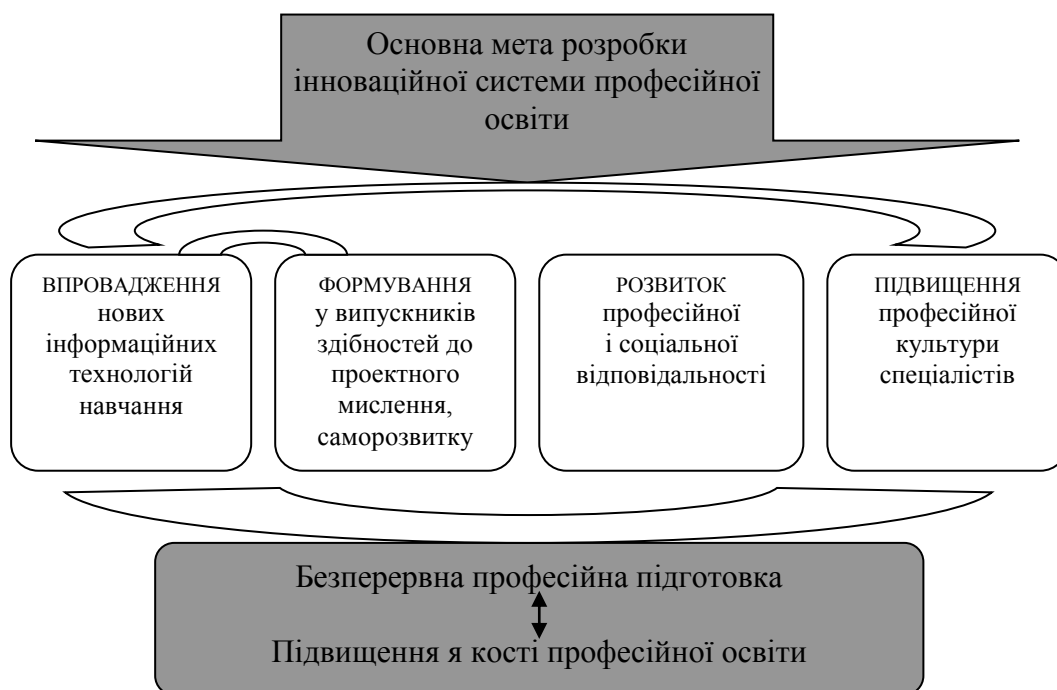 Основна мета розробки
інноваційної системи професійної
освіти
ВПРОВАДЖЕННЯ
нових
інформаційних
технологій
навчання
ФОРМУВАННЯ
у випускників
здібностей до
проектного
мислення,
саморозвитку
РОЗВИТОК
професійної
і соціальної
відповідальності
ПІДВИЩЕННЯ
професійної
культури
спеціалістів
Безперервна професійна підготовка
Підвищення я кості професійної освіти